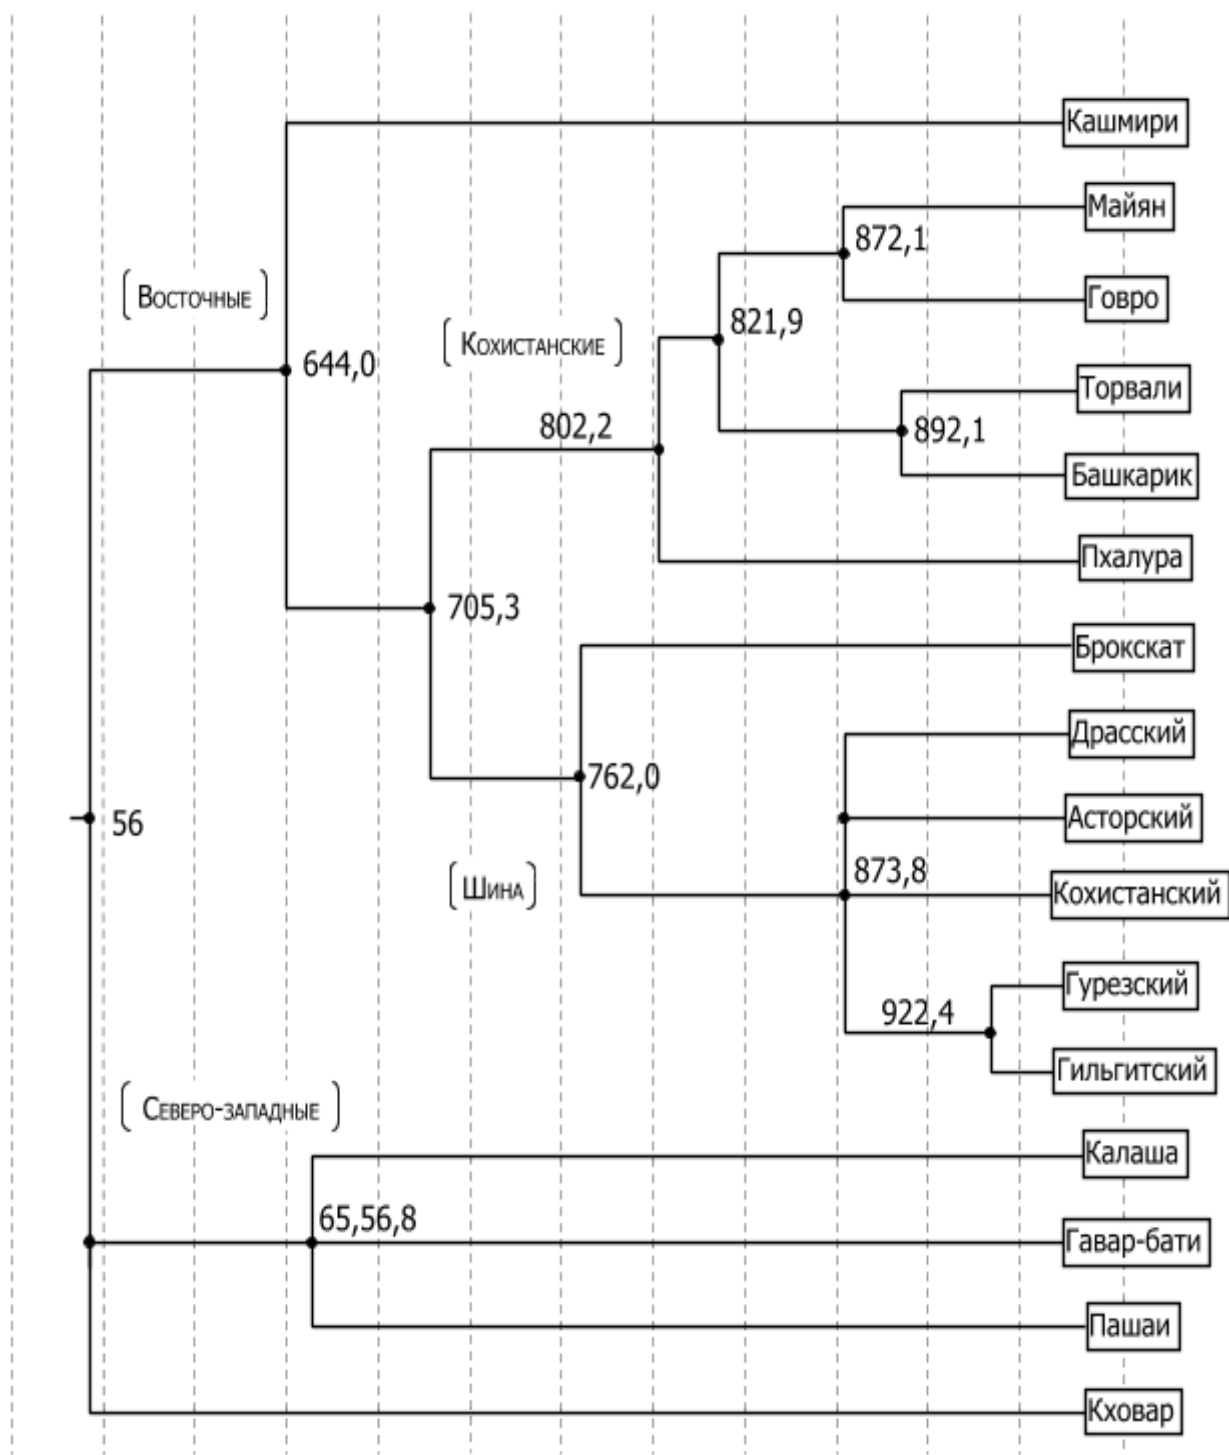 Кашмири
Майян
872,1
Восточные
Говро
821,9
Кохистанские
644,0
Торвали
802,2
892,1
Башкарик
Пхалура
705,3
Брокскат
Драсский
762,0
56
Асторский
873,8
Шина
Кохистанский
Гурезский
922,4
Гильгитский
Северо-западные
Калаша
65,56,8
Гавар-бати
Пашаи
Кховар